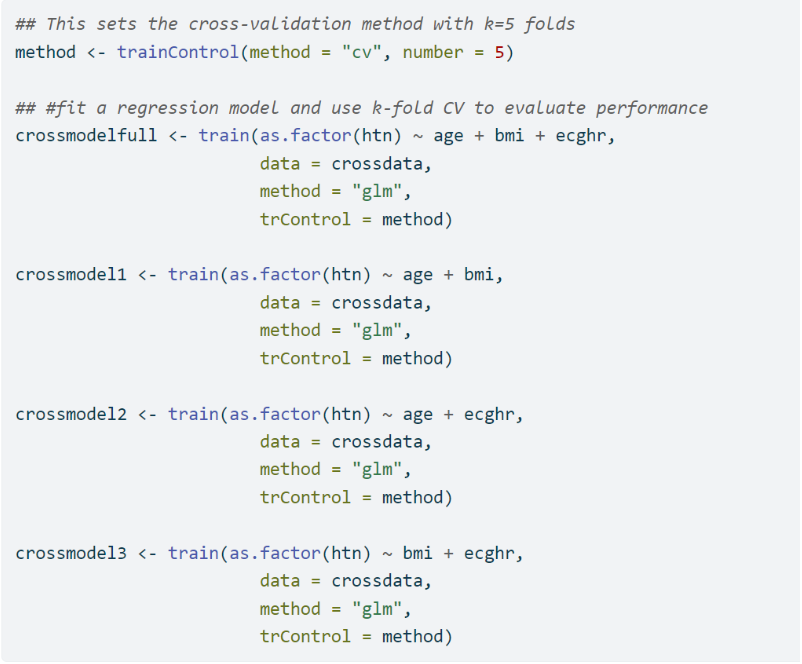 ## This sets the cross-validation method with k=5 folds
method <- trainControl(method = "cv", number = 5)
## #fit a regression model and use k-fold CV to evaluate performance
crossmodelfull <- train(as.factor(htn) ~ age + bmi + ecghr,
data = crossdata,
method = "glm",
trControl = method)
crossmodel1 <- train(as.factor(htn) ~ age + bmi,
data = crossdata,
method = "glm",
trControl = method)
crossmodel2 <- train(as.factor(htn) ~ age + ecghr,
data = crossdata,
method = "glm",
trControl = method)
crossmodel3 <- train(as.factor(htn) ~ bmi + ecghr,
data = crossdata,
method = "glm",
trControl = method)